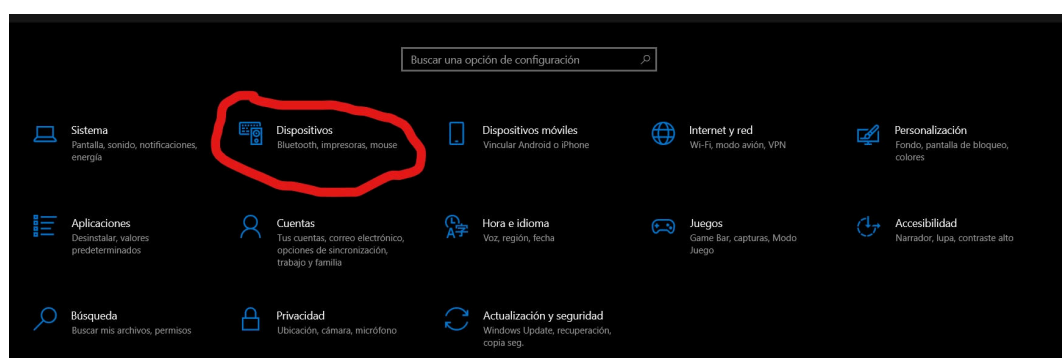 Buscar una opción de configuración
Sistema
Pantalla, sonido, notificaciones,
energía
Dispositivos
Bluetooth, impresoras, mouse
Dispositivos móviles
Vincular Android o iPhone
Internet y red
Wi-Fi, modo avión, VPN
Personalización
Fondo, pantalla de bloqueo,
colores
Aplicaciones
Desinstalar, valores
predeterminados
Cuentas
Tus cuentas, correo electrónico,
opciones de sincronización,
trabajo y familia
Hora e idioma
Voz, región, fecha
Juegos
Game Bar, capturas, Modo
Juego
Accesibilidad
Narrador, lupa, contraste alto
Búsqueda
Buscar mis archivos, permisos
Privacidad
Ubicación, cámara, micrófono
Actualización y seguridad
Windows Update, recuperación,
copia seg.